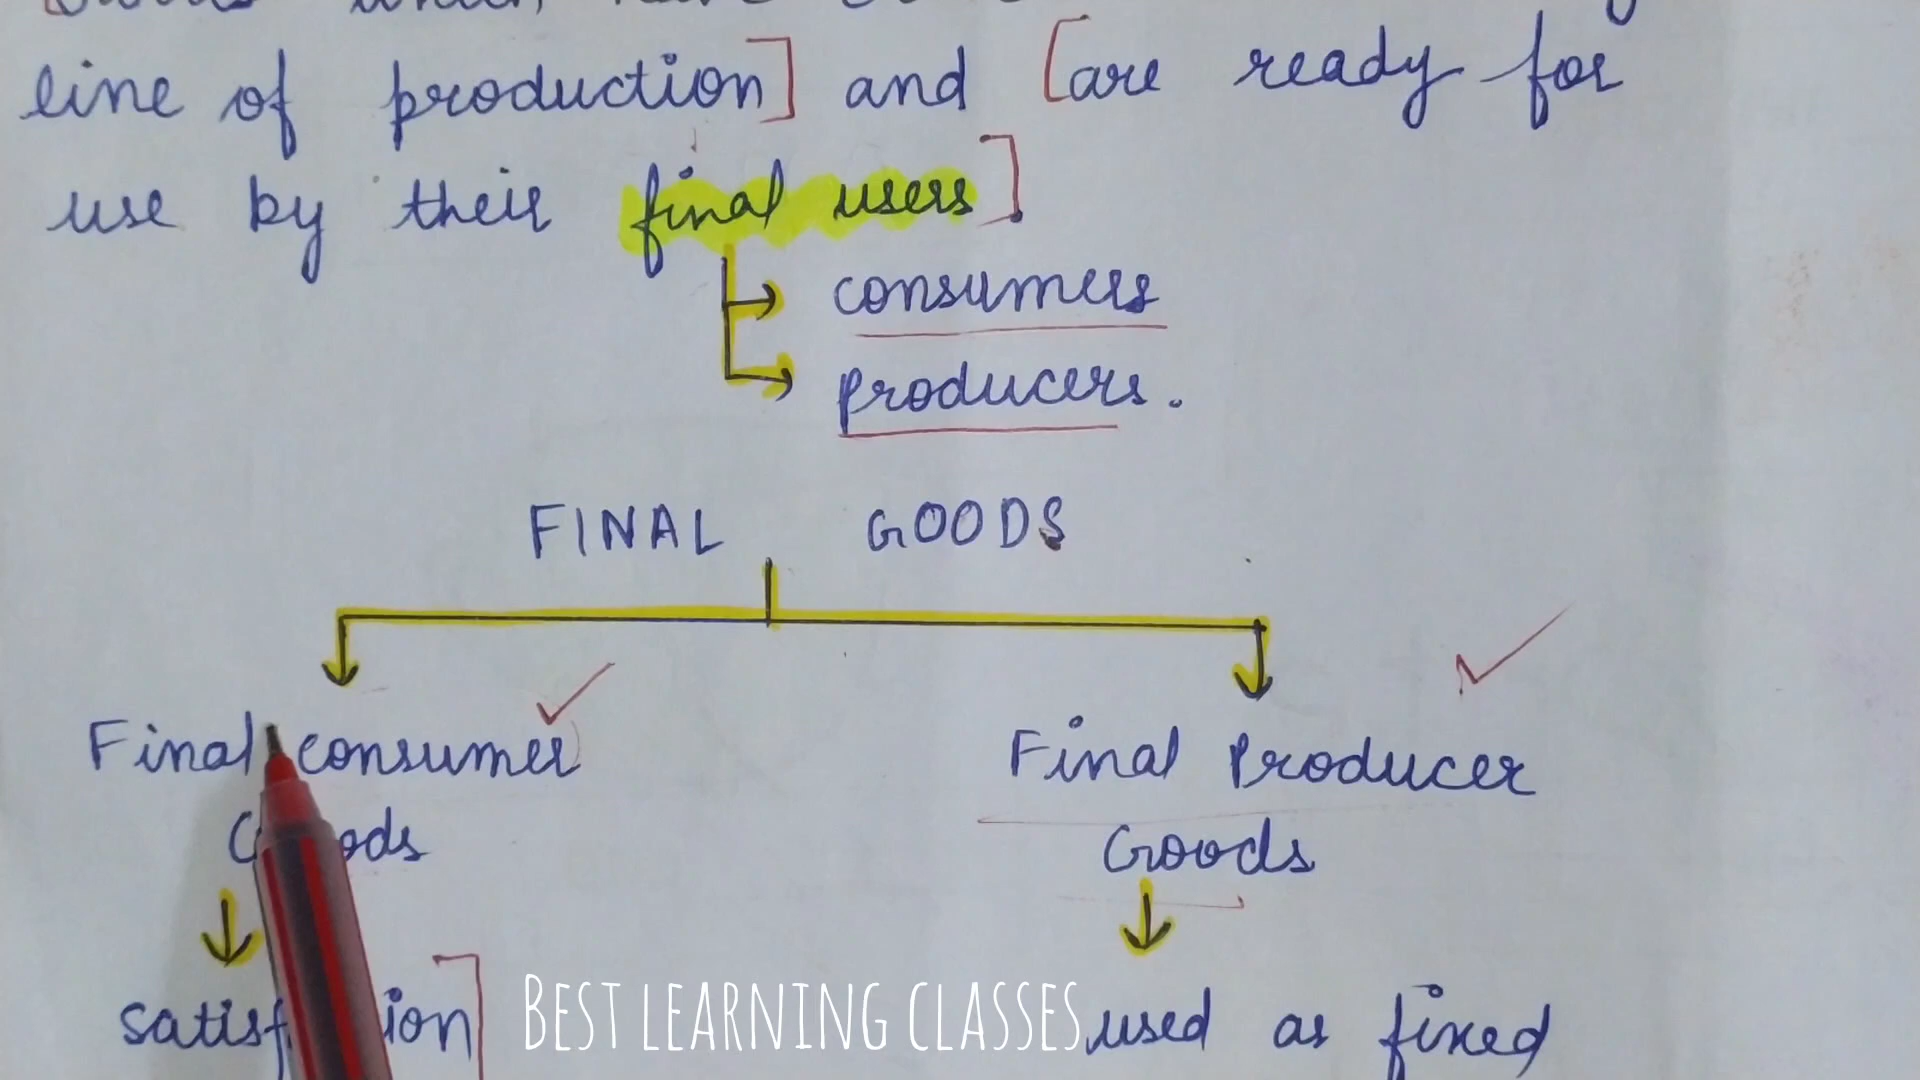 line of production] and [are ready for
use by their final users].
consumers
producers.
FINAL GOODS
Final consumer
Final Producer
Goods
used as fixed
BEST LEARNING CLASSES